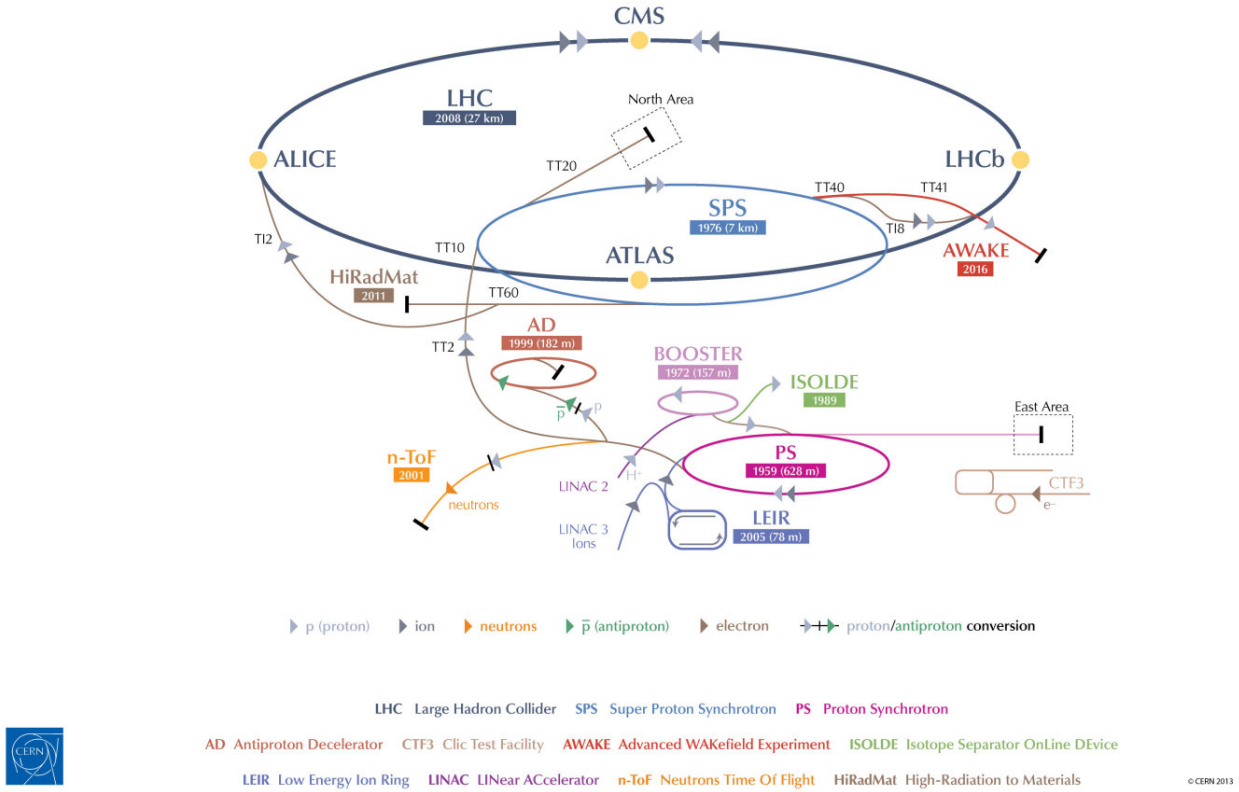 CMS
LHC
2008 (27 km)
North Area
ALICE
TT20
LHCb
TT40
TT41
SPS
1976 (7 km)
TI8
TI2
TT10
ATLAS
AWAKE
2016
HiRadMat
2011
TT60
AD
1999 (182 m)
TT2
BOOSTER
1972 (157 m)
ISOLDE
1989
p̅
p
East Area
n-ToF
2001
PS
1959 (628 m)
H⁺
LINAC 2
CTF3
neutrons
e⁻
LEIR
2005 (78 m)
LINAC 3
Ions
p (proton) ion neutrons p̅ (antiproton) electron proton/antiproton conversion
LHC Large Hadron Collider SPS Super Proton Synchrotron PS Proton Synchrotron
AD Antiproton Decelerator CTF3 Clic Test Facility AWAKE Advanced WAKefield Experiment ISOLDE Isotope Separator OnLine DEvice
LEIR Low Energy Ion Ring LINAC LINear ACcelerator n-ToF Neutrons Time Of Flight HiRadMat High-Radiation to Materials
CERN
© CERN 2013